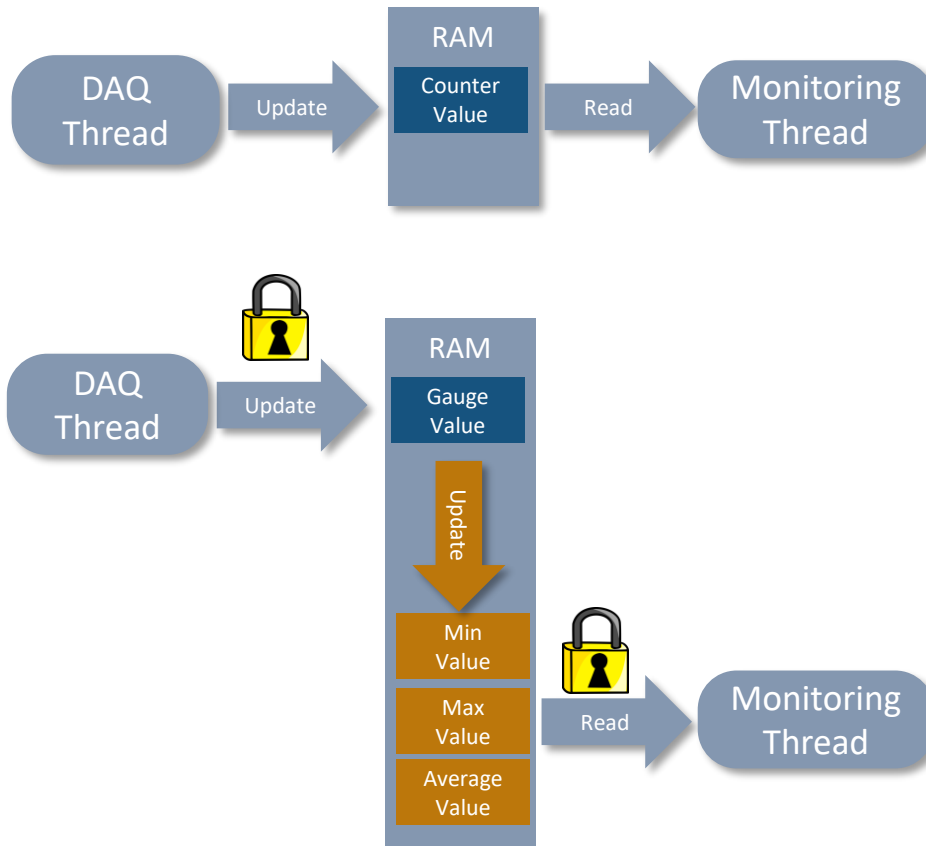 RAM
DAQ
Thread
Update
Counter
Value
Read
Monitoring
Thread
RAM
DAQ
Thread
Update
Gauge
Value
Update
Min
Value
Max
Value
Average
Value
Read
Monitoring
Thread